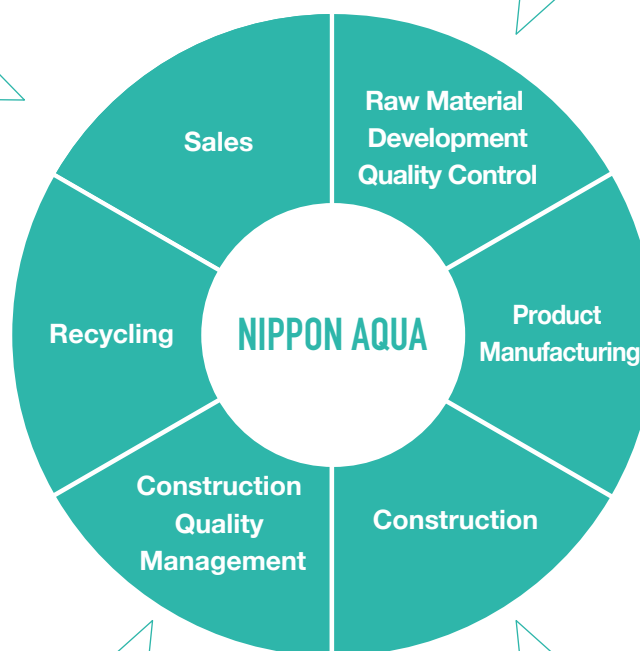 Sales
Raw Material
Development
Quality Control
Recycling
NIPPON AQUA
Product
Manufacturing
Construction
Quality
Management
Construction